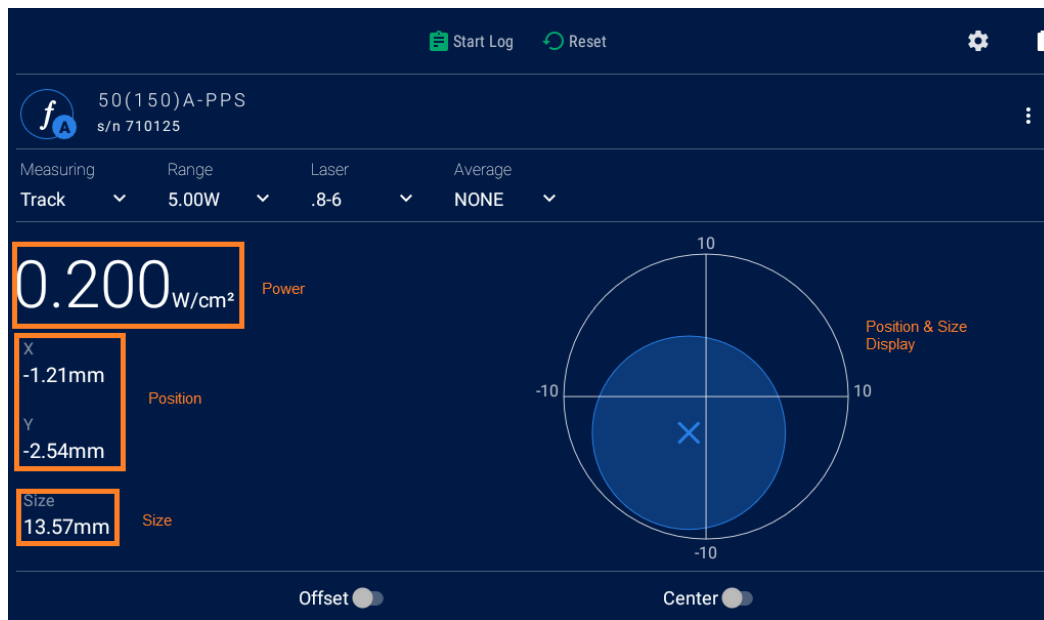 Start Log
Reset
f
A
50(150)A-PPS
s/n 710125
Measuring
Range
Laser
Average
Track
5.00W
.8-6
NONE
0.200W/cm²
Power
X
-1.21mm
Position
Y
-2.54mm
Size
13.57mm
Size
10
-10
10
-10
Position & Size
Display
Offset
Center